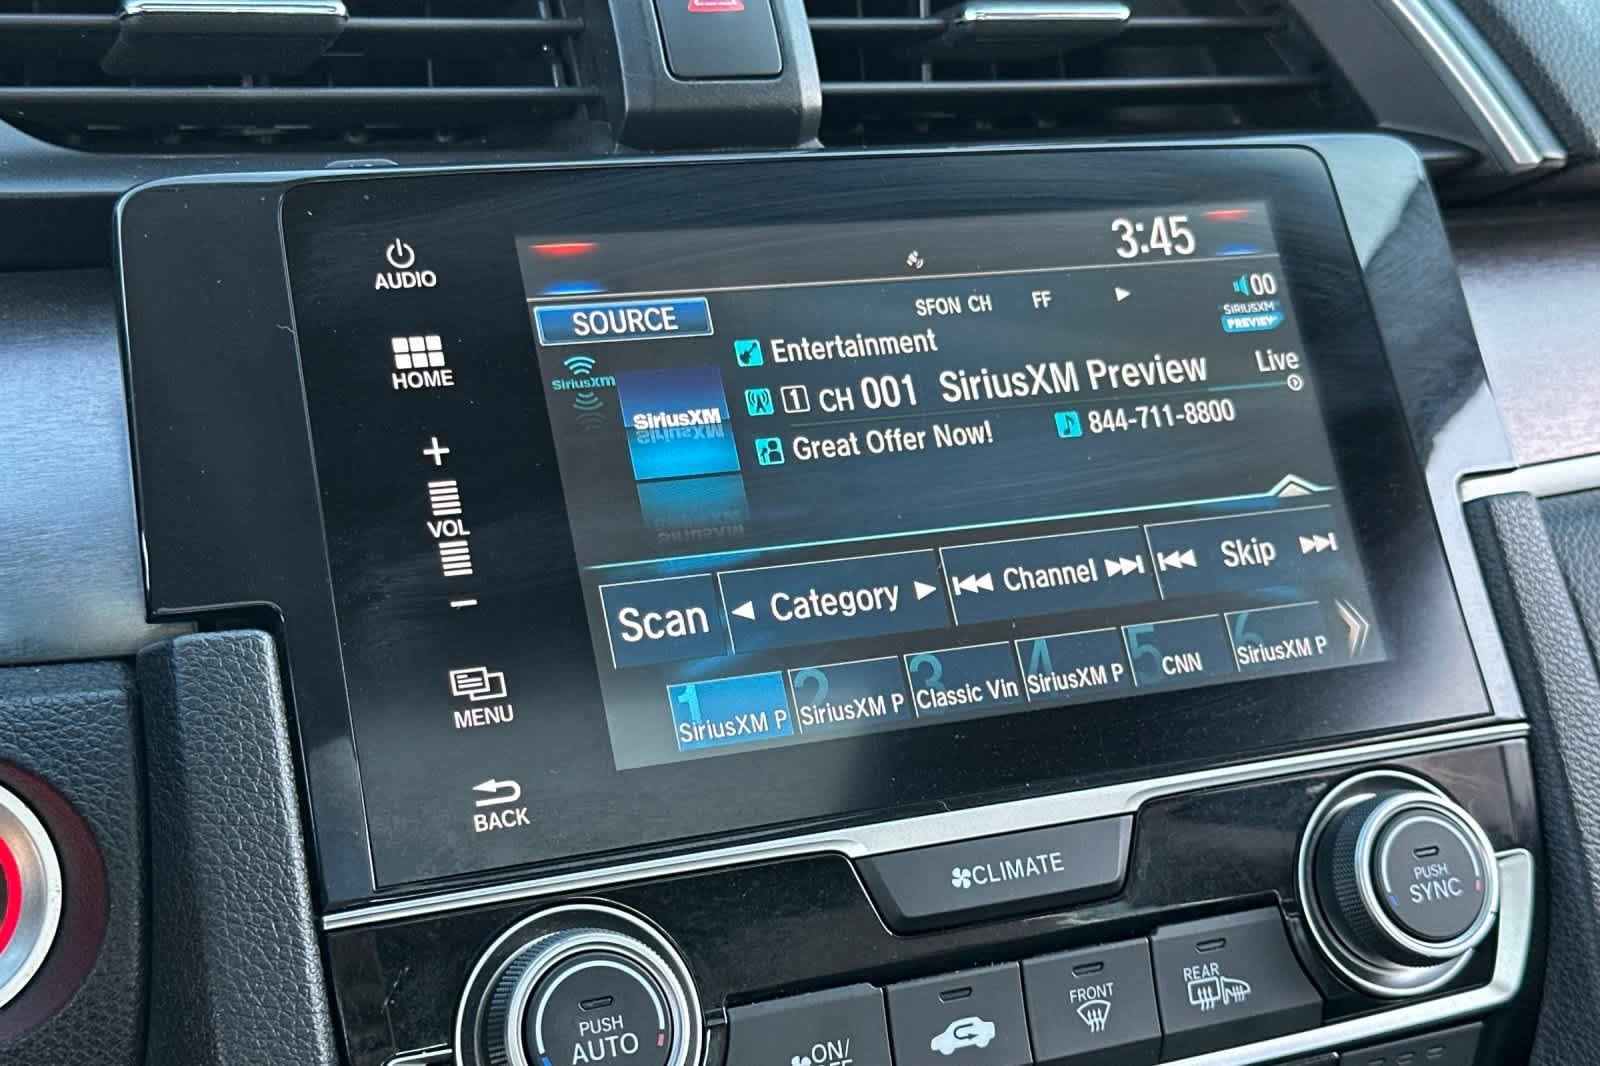 3:45
AUDIO
SOURCE
SFON CH FF
00
SIRIUSXM
PREVIEW
SiriusXM
SiriusXM
Entertainment
HOME
1 CH 001 SiriusXM Preview
Live
Great Offer Now!
844-711-8800
+
VOL
-
Scan
Category
Channel
Skip
MENU
1 SiriusXM P
2 SiriusXM P
3 Classic Vin
4 SiriusXM P
5 CNN
6 SiriusXM P
BACK
CLIMATE
PUSH
SYNC
PUSH
AUTO
ON/
FRONT
REAR